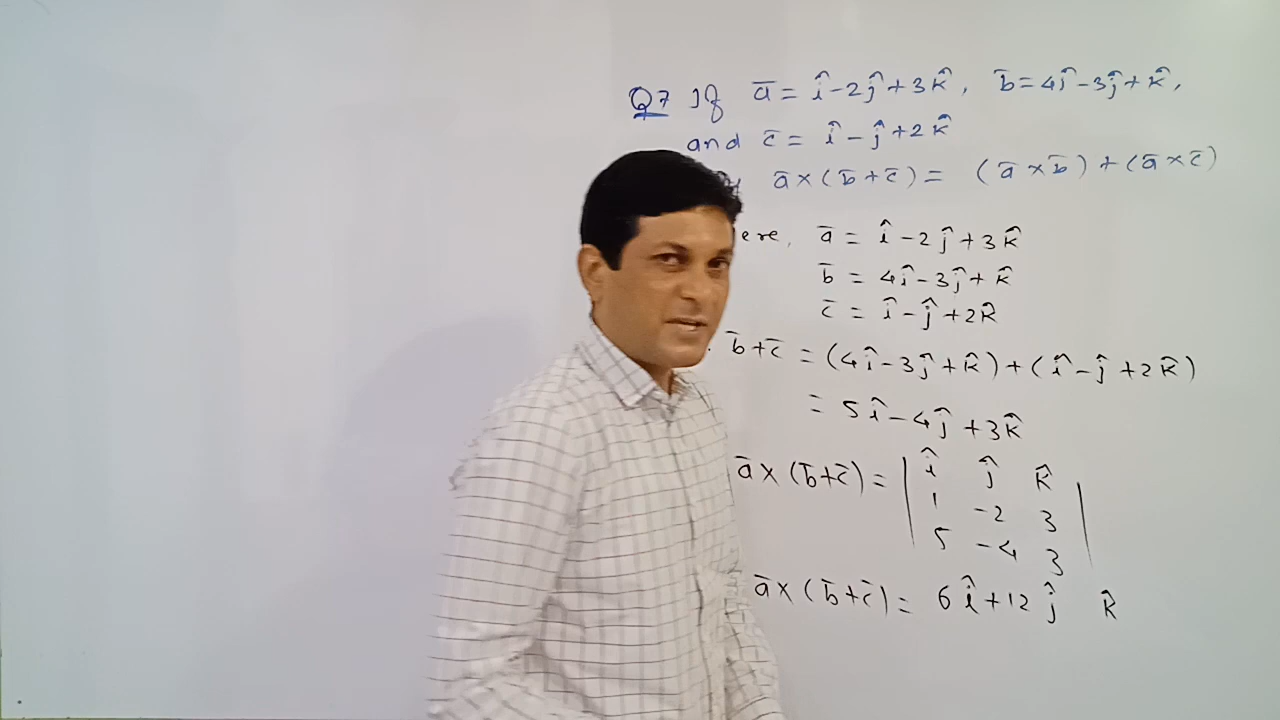 Q7 If a̅ = î - 2ĵ + 3k̂, b̅ = 4î - 3ĵ + k̂,
and c̅ = î - ĵ + 2k̂
a̅ × (b̅ + c̅) = (a̅ × b̅) + (a̅ × c̅)
ere, a̅ = î - 2ĵ + 3k̂
b̅ = 4î - 3ĵ + k̂
c̅ = î - ĵ + 2k̂
b̅ + c̅ = (4î - 3ĵ + k̂) + (î - ĵ + 2k̂)
= 5î - 4ĵ + 3k̂
a̅ × (b̅ + c̅) = | î ĵ k̂ |
1 -2 3
5 -4 3
a̅ × (b̅ + c̅) = 6î + 12ĵ k̂